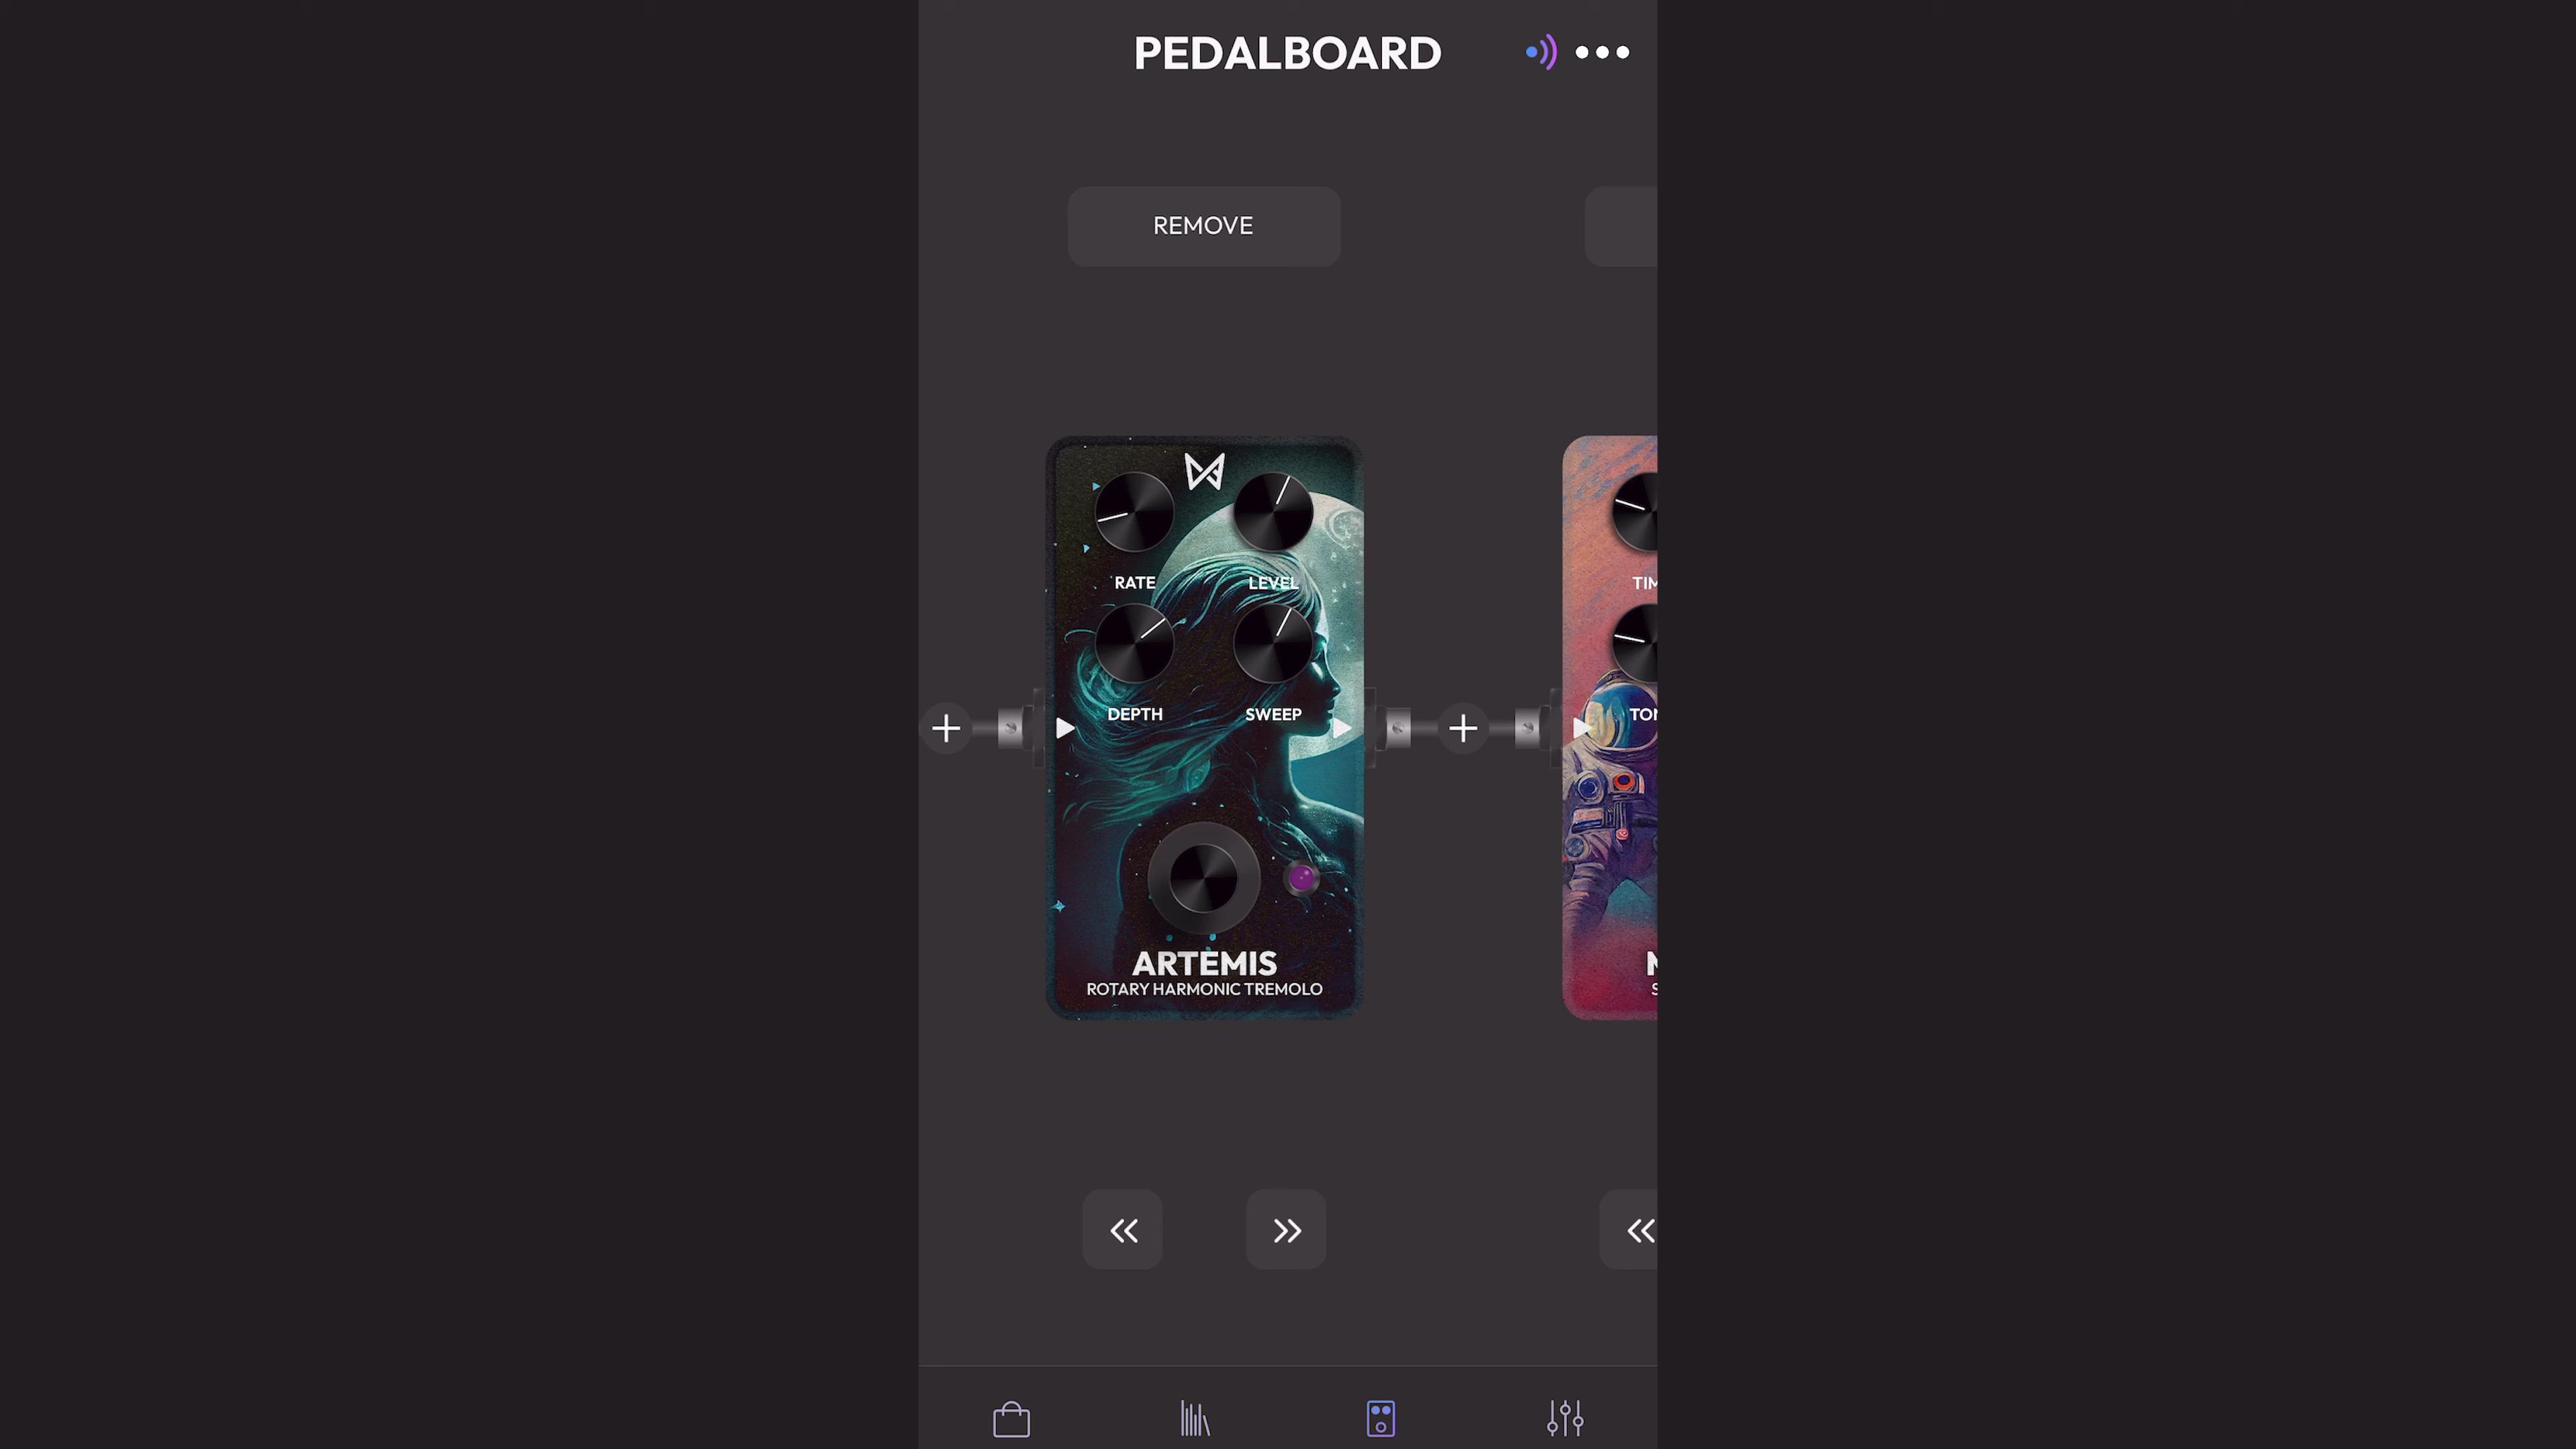 PEDALBOARD
REMOVE
RATE LEVEL
DEPTH SWEEP
ARTEMIS
ROTARY HARMONIC TREMOLO